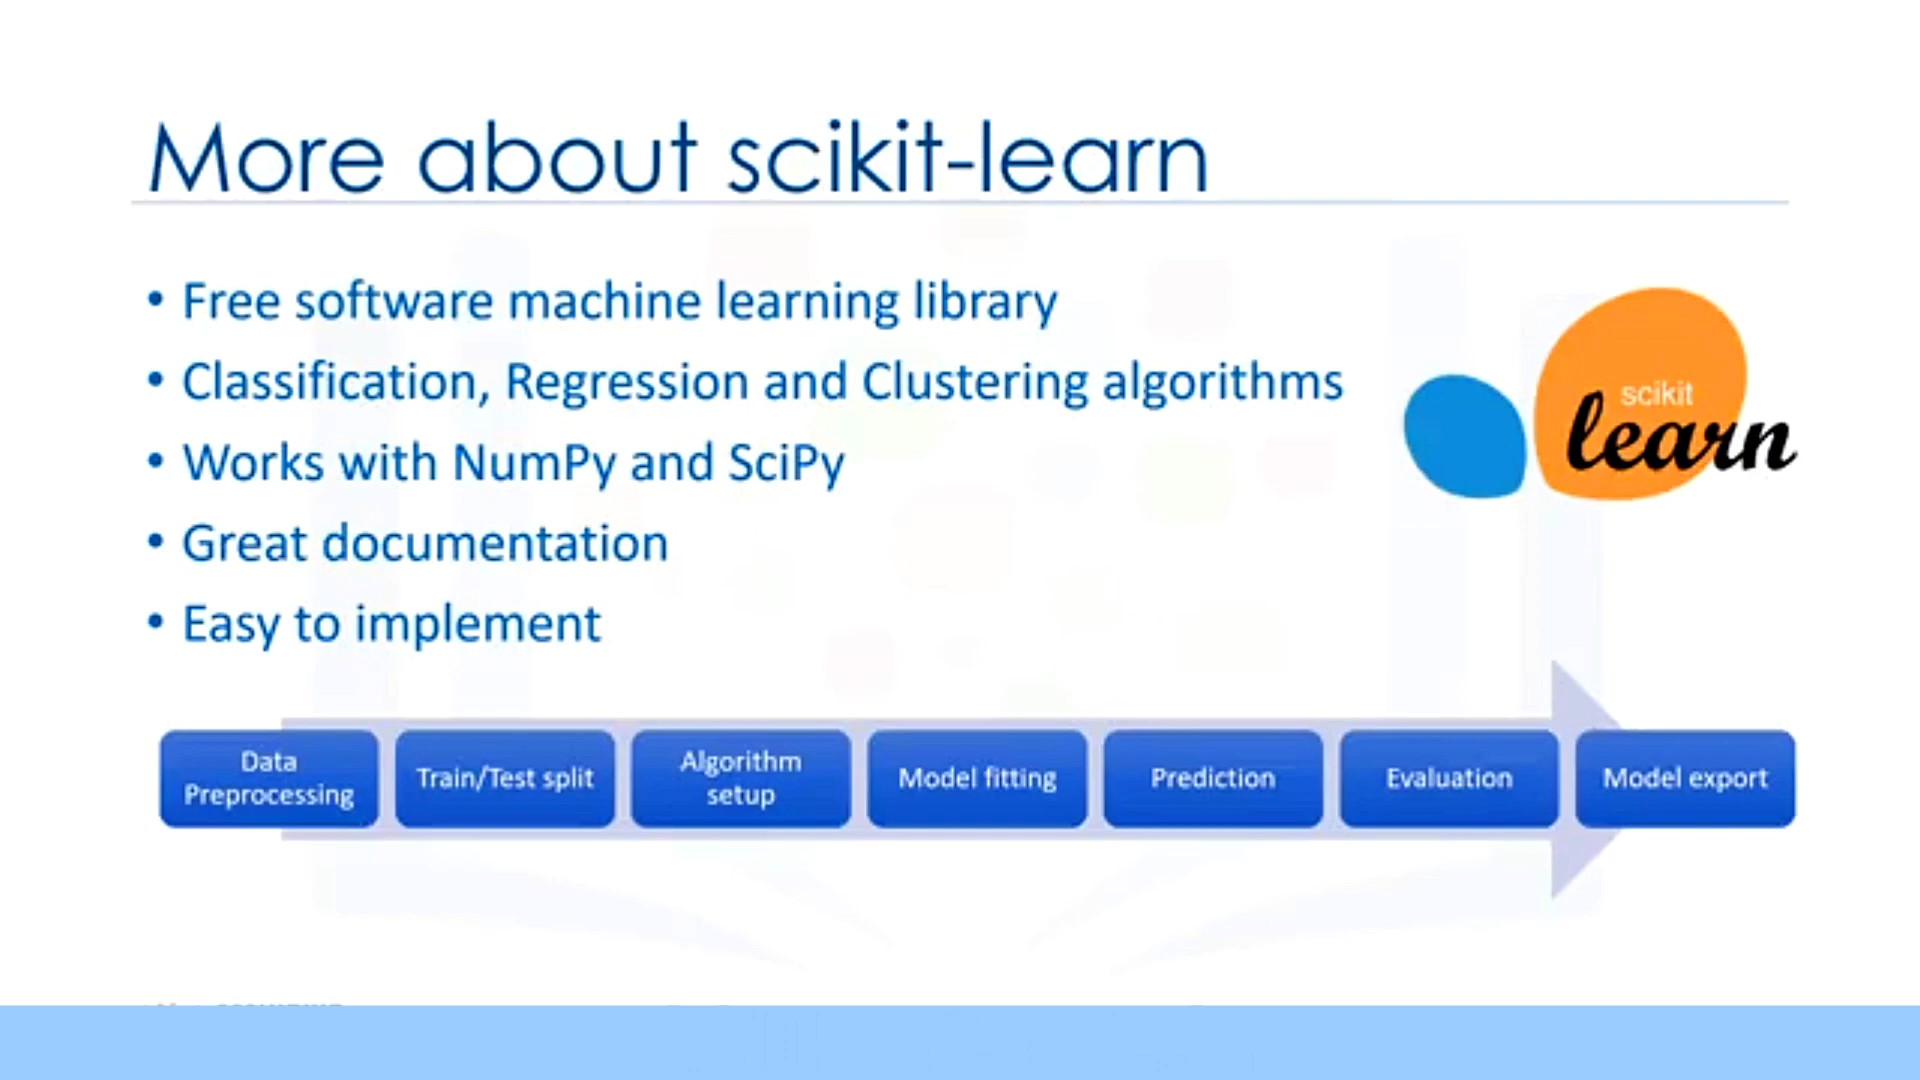 More about scikit-learn
• Free software machine learning library
• Classification, Regression and Clustering algorithms
• Works with NumPy and SciPy
• Great documentation
• Easy to implement
scikit
learn
Data
Preprocessing
Train/Test split
Algorithm
setup
Model fitting
Prediction
Evaluation
Model export